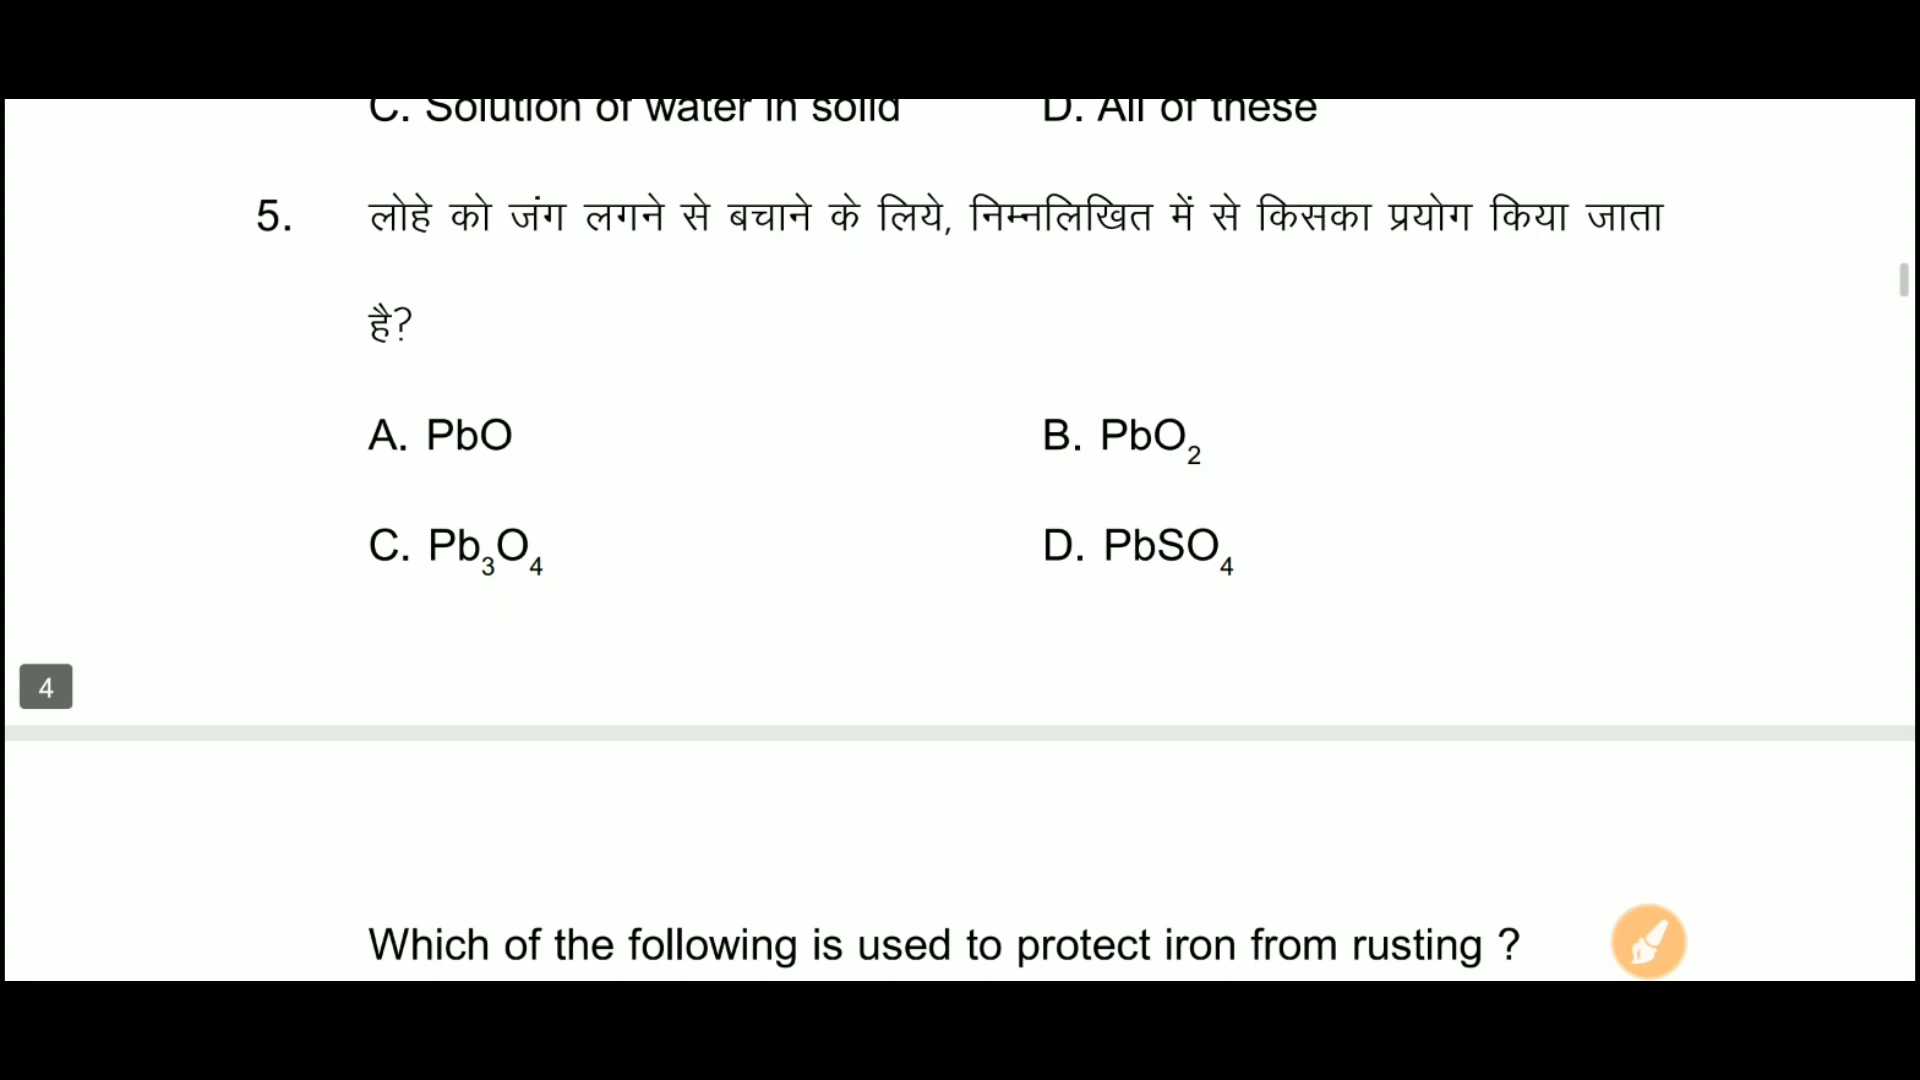 C. Solution of water in solid D. All of these
5. लोहे को जंग लगने से बचाने के लिये, निम्नलिखित में से किसका प्रयोग किया जाता
है?
A. PbO B. PbO₂
C. Pb₃O₄ D. PbSO₄
4
Which of the following is used to protect iron from rusting ?